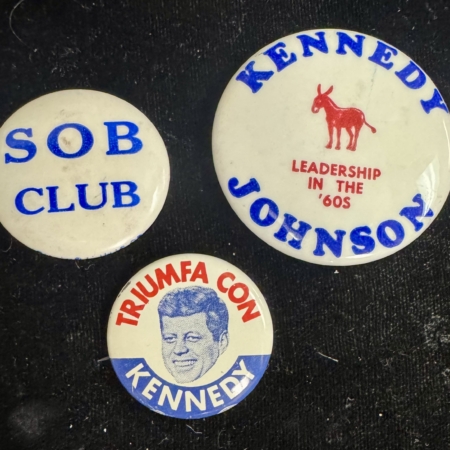 SOB
CLUB
KENNEDY
LEADERSHIP
IN THE
'60S
JOHNSON
TRIUMFA CON
KENNEDY